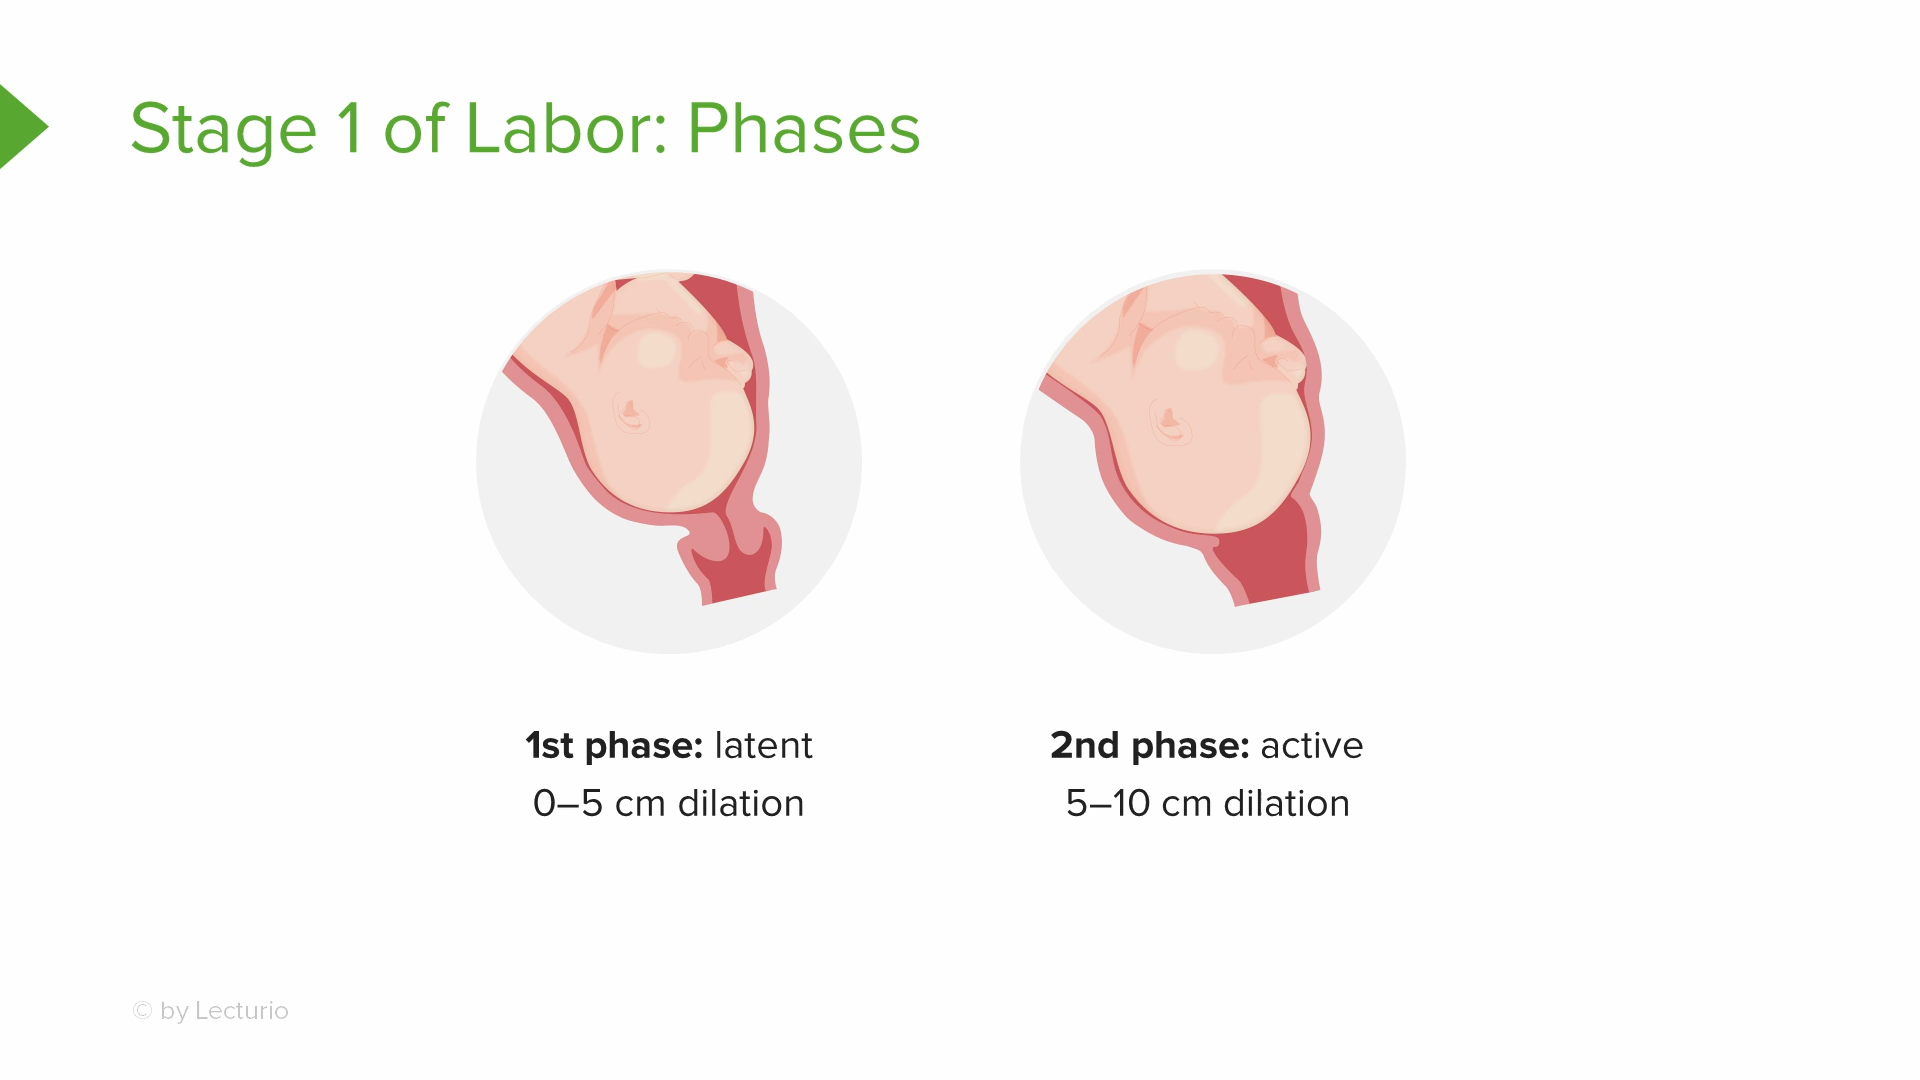 Stage 1 of Labor: Phases
1st phase: latent
0–5 cm dilation
2nd phase: active
5–10 cm dilation
© by Lecturio